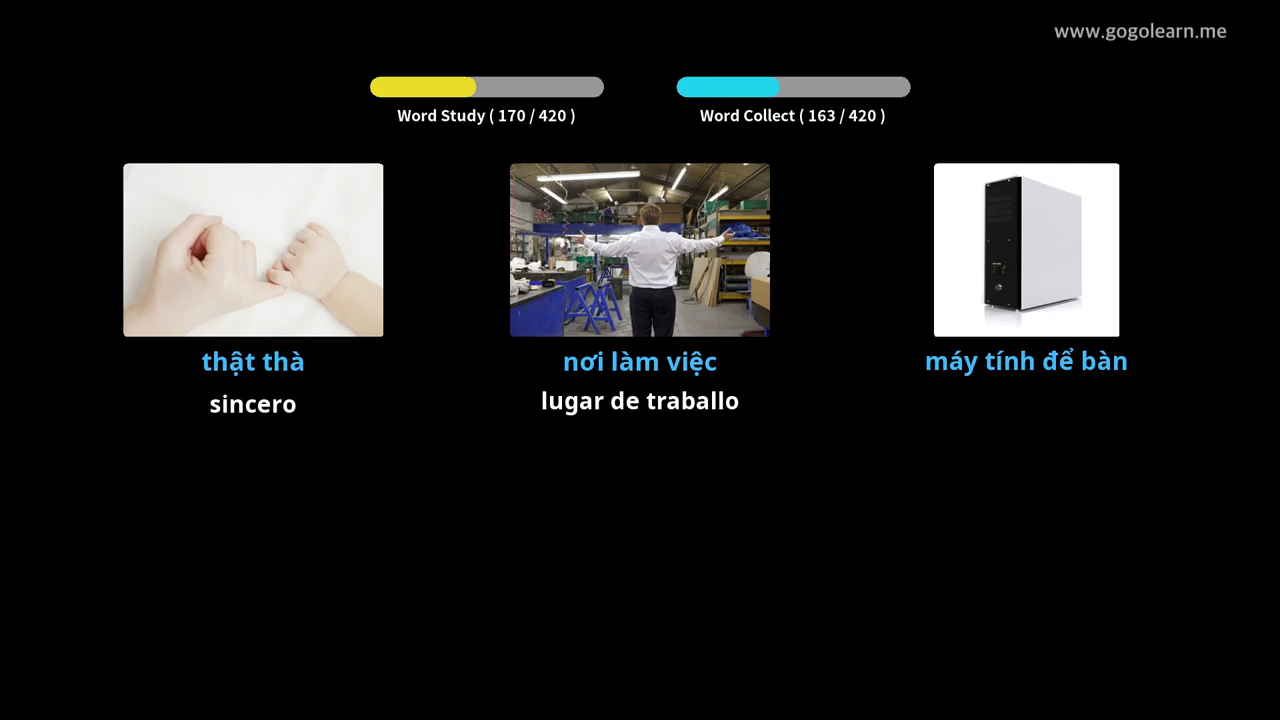 www.gogolearn.me
Word Study ( 170 / 420 )
Word Collect ( 163 / 420 )
thật thà
nơi làm việc
máy tính để bàn
sincero
lugar de traballo